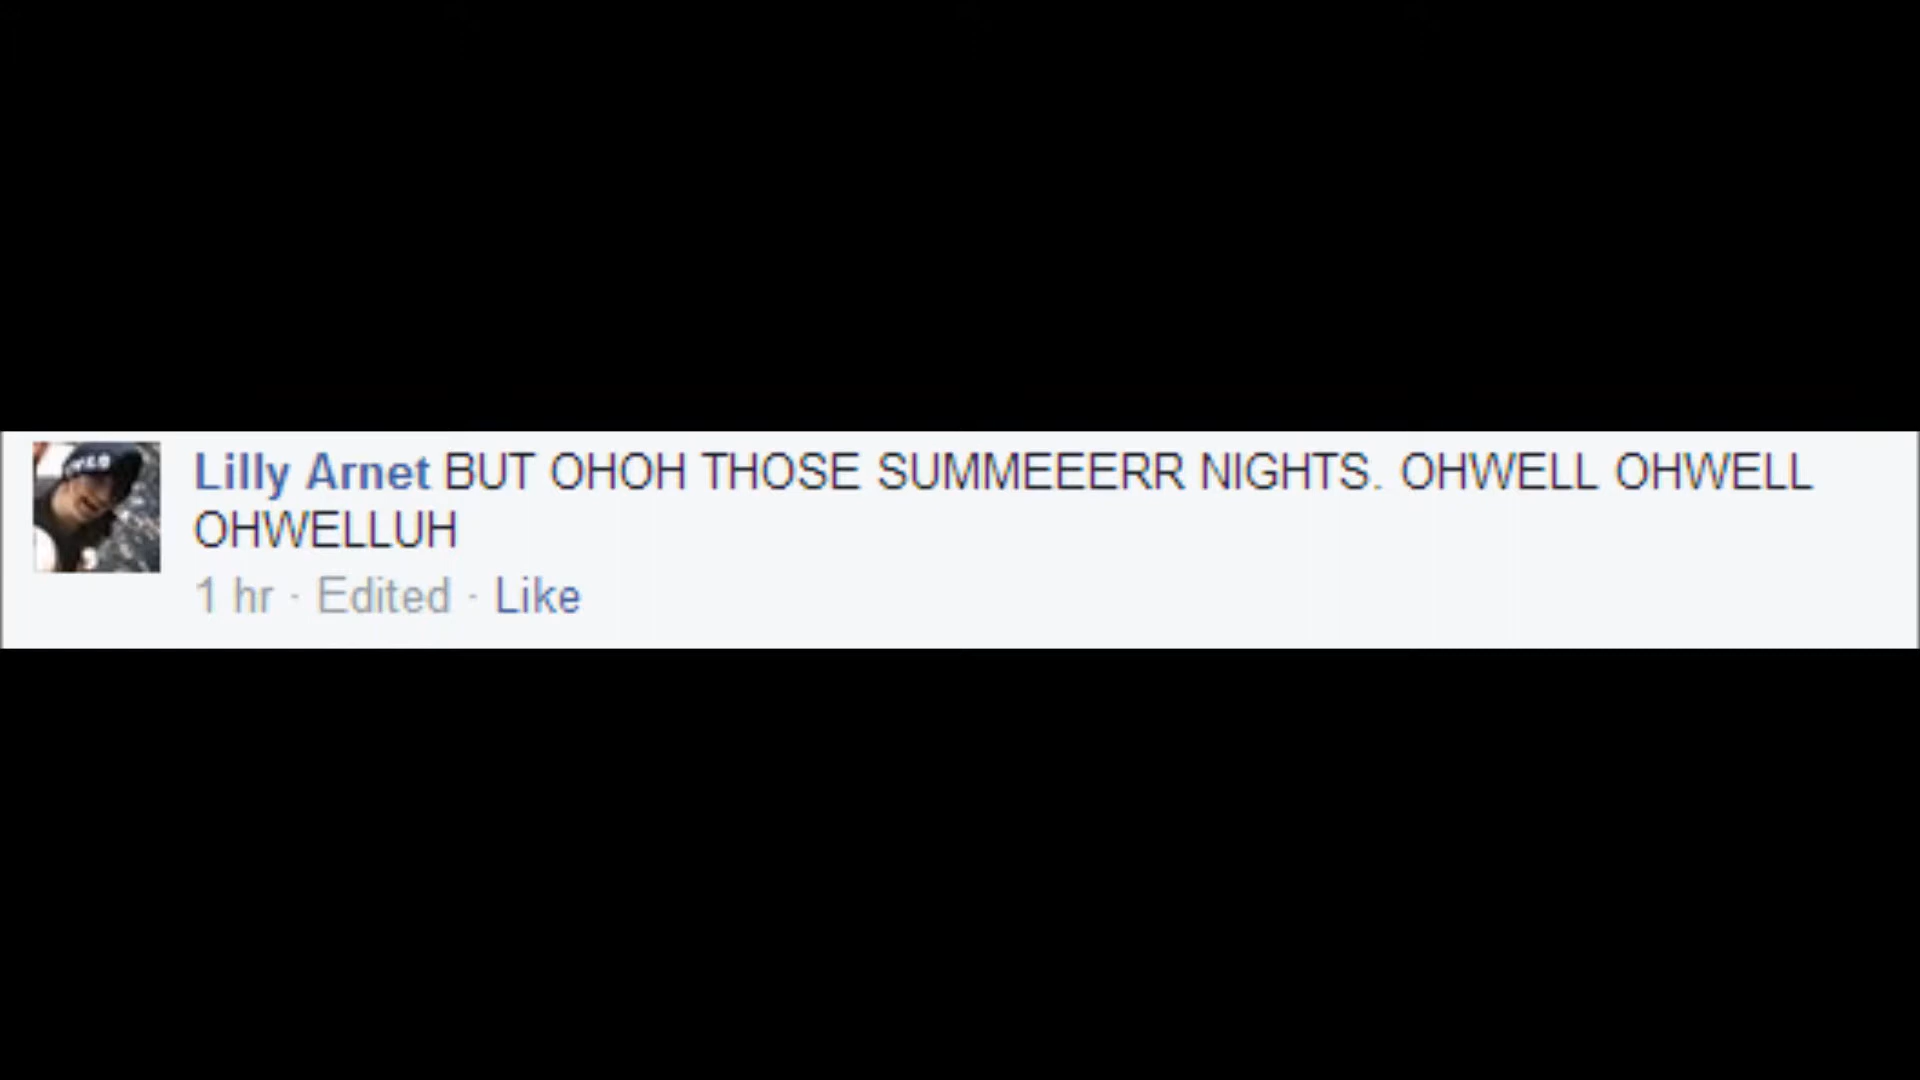 Lilly Arnet BUT OHOH THOSE SUMMEEERR NIGHTS. OHWELL OHWELL
OHWELLUH
1 hr · Edited · Like